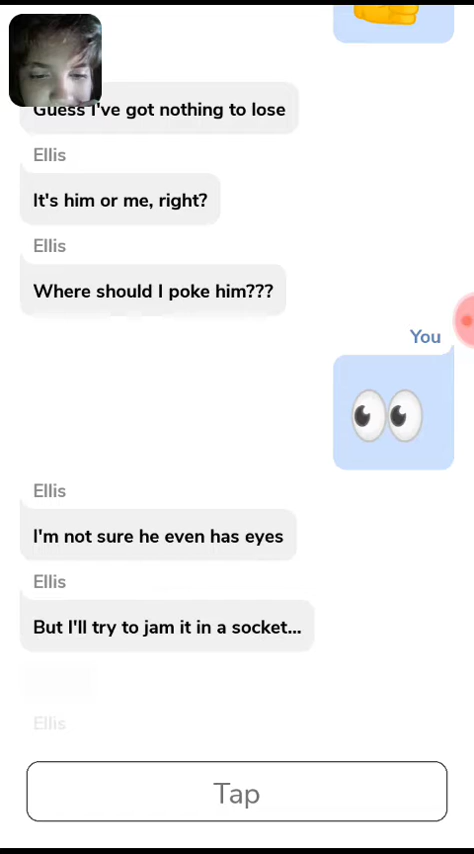 Guess I've got nothing to lose
Ellis
It's him or me, right?
Ellis
Where should I poke him???
You
Ellis
I'm not sure he even has eyes
Ellis
But I'll try to jam it in a socket...
Ellis
Tap